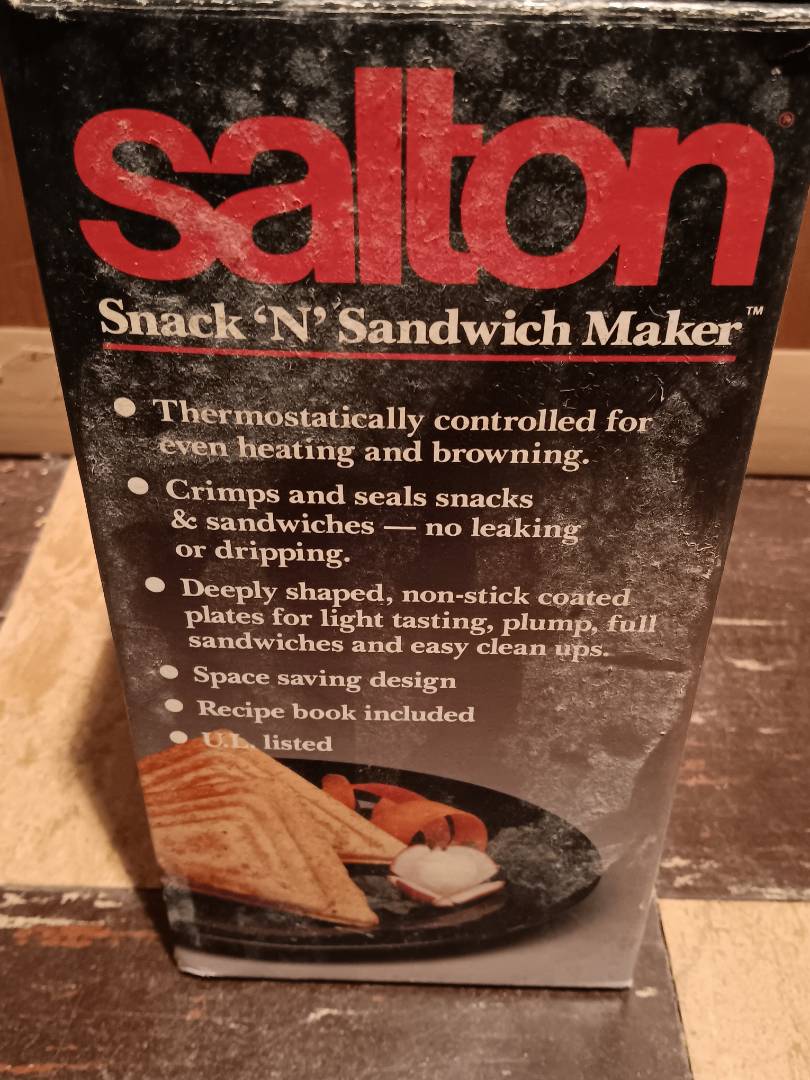 salton®
Snack ‘N’ Sandwich Maker™
● Thermostatically controlled for
even heating and browning.
● Crimps and seals snacks
& sandwiches — no leaking
or dripping.
● Deeply shaped, non-stick coated
plates for light tasting, plump, full
sandwiches and easy clean ups.
● Space saving design
● Recipe book included
● U.L. listed